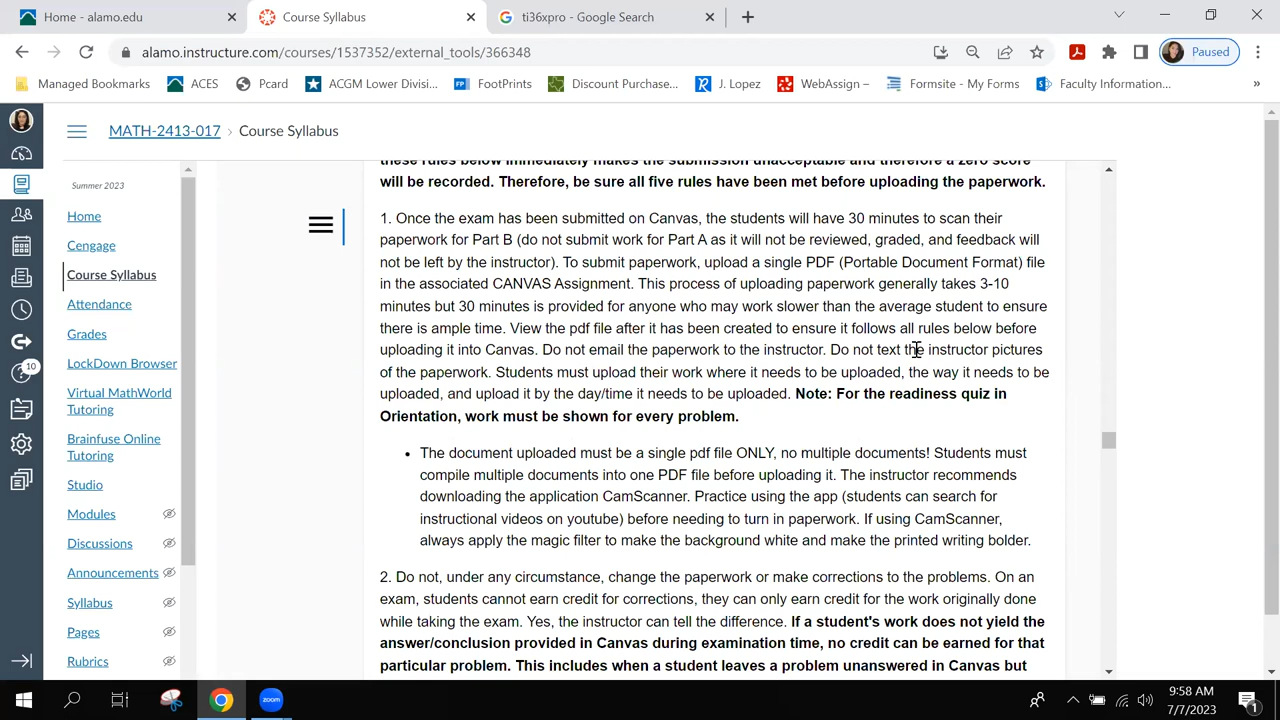 Home - alamo.edu
Course Syllabus
ti36xpro - Google Search
alamo.instructure.com/courses/1537352/external_tools/366348
Paused
Managed Bookmarks
ACES
Pcard
ACGM Lower Divisi...
FootPrints
Discount Purchase...
J. Lopez
WebAssign –
Formsite - My Forms
Faculty Information...
»
MATH-2413-017 › Course Syllabus
Summer 2023
Home
Cengage
Course Syllabus
Attendance
Grades
LockDown Browser
Virtual MathWorld
Tutoring
Brainfuse Online
Tutoring
Studio
Modules
Discussions
Announcements
Syllabus
Pages
Rubrics
10
these rules below immediately makes the submission unacceptable and therefore a zero score
will be recorded. Therefore, be sure all five rules have been met before uploading the paperwork.
1. Once the exam has been submitted on Canvas, the students will have 30 minutes to scan their
paperwork for Part B (do not submit work for Part A as it will not be reviewed, graded, and feedback will
not be left by the instructor). To submit paperwork, upload a single PDF (Portable Document Format) file
in the associated CANVAS Assignment. This process of uploading paperwork generally takes 3-10
minutes but 30 minutes is provided for anyone who may work slower than the average student to ensure
there is ample time. View the pdf file after it has been created to ensure it follows all rules below before
uploading it into Canvas. Do not email the paperwork to the instructor. Do not text the instructor pictures
of the paperwork. Students must upload their work where it needs to be uploaded, the way it needs to be
uploaded, and upload it by the day/time it needs to be uploaded. Note: For the readiness quiz in
Orientation, work must be shown for every problem.
• The document uploaded must be a single pdf file ONLY, no multiple documents! Students must
compile multiple documents into one PDF file before uploading it. The instructor recommends
downloading the application CamScanner. Practice using the app (students can search for
instructional videos on youtube) before needing to turn in paperwork. If using CamScanner,
always apply the magic filter to make the background white and make the printed writing bolder.
2. Do not, under any circumstance, change the paperwork or make corrections to the problems. On an
exam, students cannot earn credit for corrections, they can only earn credit for the work originally done
while taking the exam. Yes, the instructor can tell the difference. If a student's work does not yield the
answer/conclusion provided in Canvas during examination time, no credit can be earned for that
particular problem. This includes when a student leaves a problem unanswered in Canvas but
zoom
9:58 AM
7/7/2023
1